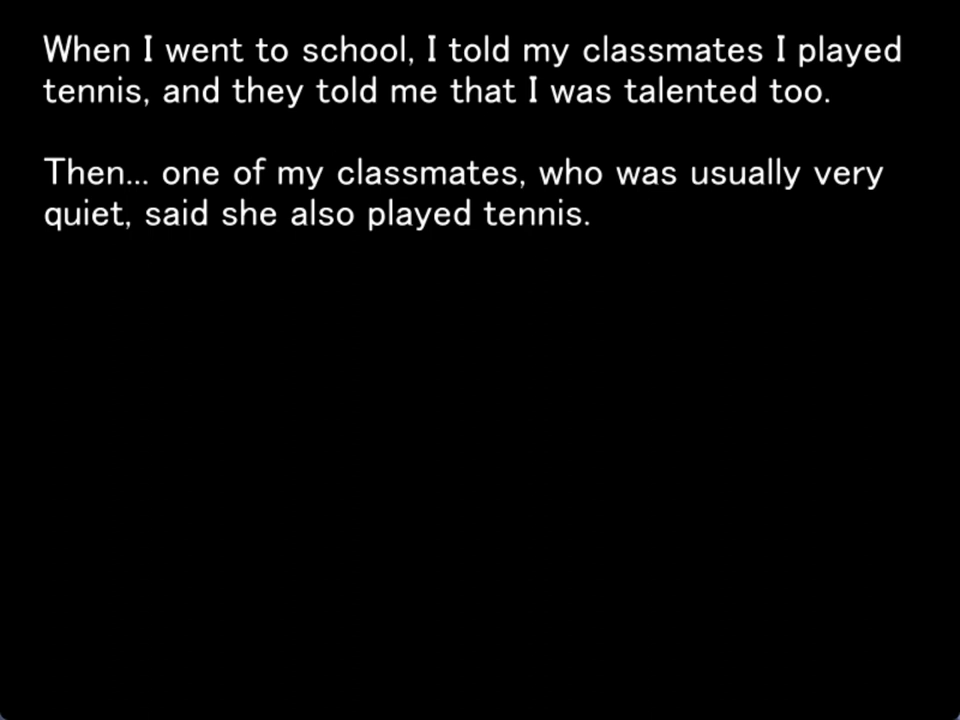 When I went to school, I told my classmates I played
tennis, and they told me that I was talented too.
Then... one of my classmates, who was usually very
quiet, said she also played tennis.